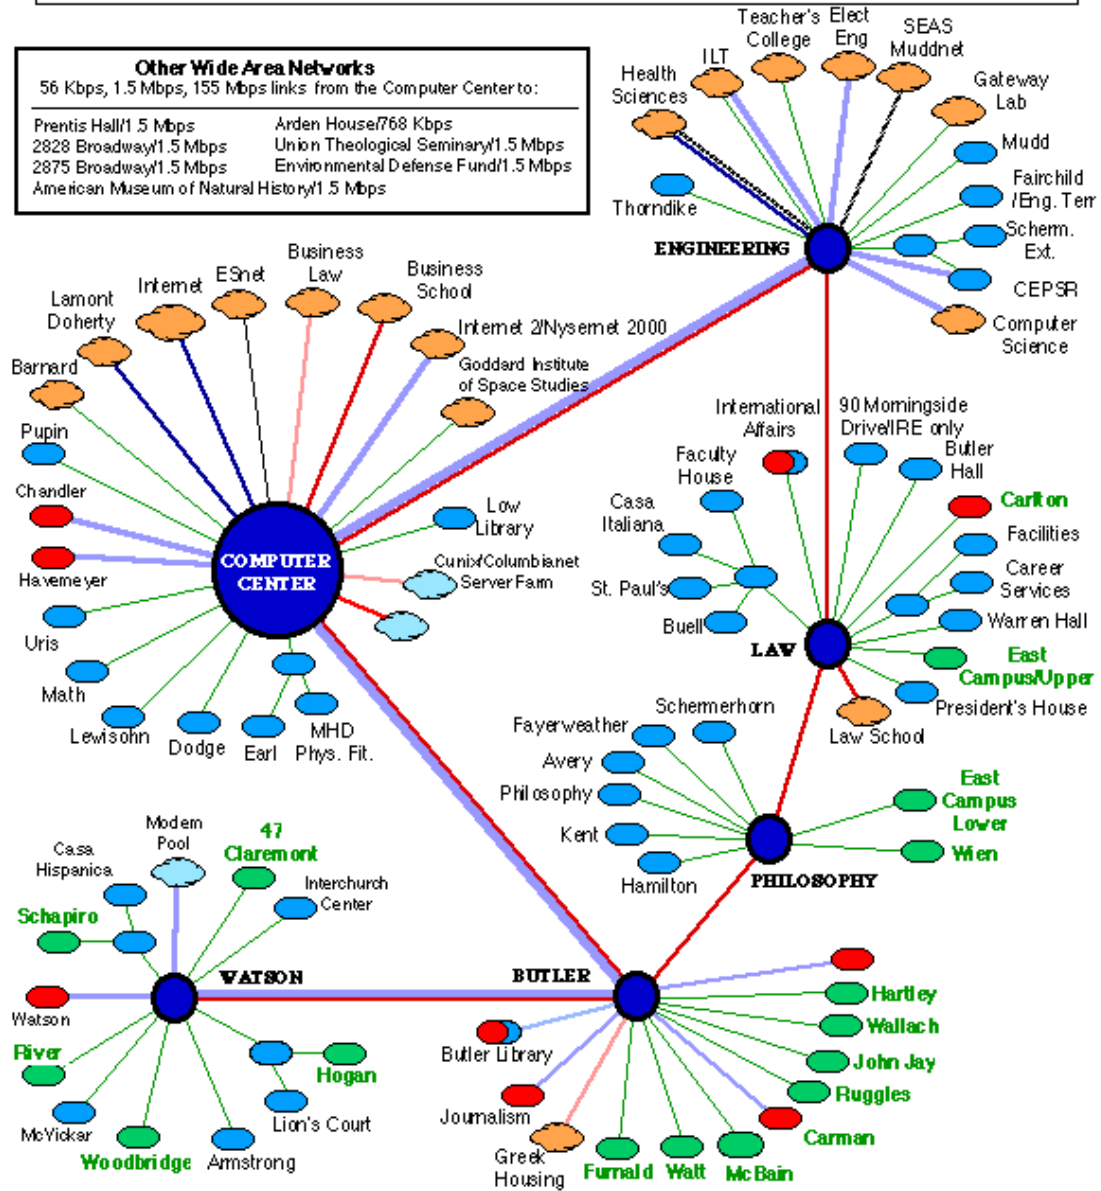 Other Wide Area Networks
56 Kbps, 1.5 Mbps, 155 Mbps links from the Computer Center to:
Prentis Hall/1.5 Mbps
Arden House/768 Kbps
2828 Broadway/1.5 Mbps
Union Theological Seminary/1.5 Mbps
2875 Broadway/1.5 Mbps
Environmental Defense Fund/1.5 Mbps
American Museum of Natural History/1.5 Mbps
Health
Sciences
ILT
Teacher's
College
Elect
Eng
SEAS
Muddnet
Gateway
Lab
Mudd
Fairchild
/Eng. Terr
Scherm.
Ext.
CEPSR
Computer
Science
Thorndike
ENGINEERING
Barnard
Lamont
Doherty
Internet
ESnet
Business
Law
Business
School
Internet 2/Nysernet 2000
Goddard Institute
of Space Studies
Pupin
Chandler
Havemeyer
Uris
Math
Lewisohn
Dodge
Earl
MHD
Phys. Fit.
COMPUTER
CENTER
Low
Library
Cunix/Columbianet
Server Farm
International
Affairs
90 Morningside
Drive/IRE only
Butler
Hall
Faculty
House
Casa
Italiana
St. Paul's
Buell
Carlton
Facilities
Career
Services
Warren Hall
East
Campus/Upper
President's House
Law School
LAW
Schermerhorn
Fayerweather
Avery
Philosophy
Kent
Hamilton
East
Campus
Lower
Wien
PHILOSOPHY
Modem
Pool
47
Claremont
Casa
Hispanica
Interchurch
Center
Schapiro
WATSON
Watson
River
McVickar
Woodbridge
Armstrong
Lion's Court
Hogan
BUTLER
Butler Library
Journalism
Greek
Housing
Furnald
Watt
McBain
Carman
Ruggles
John Jay
Wallach
Hartley